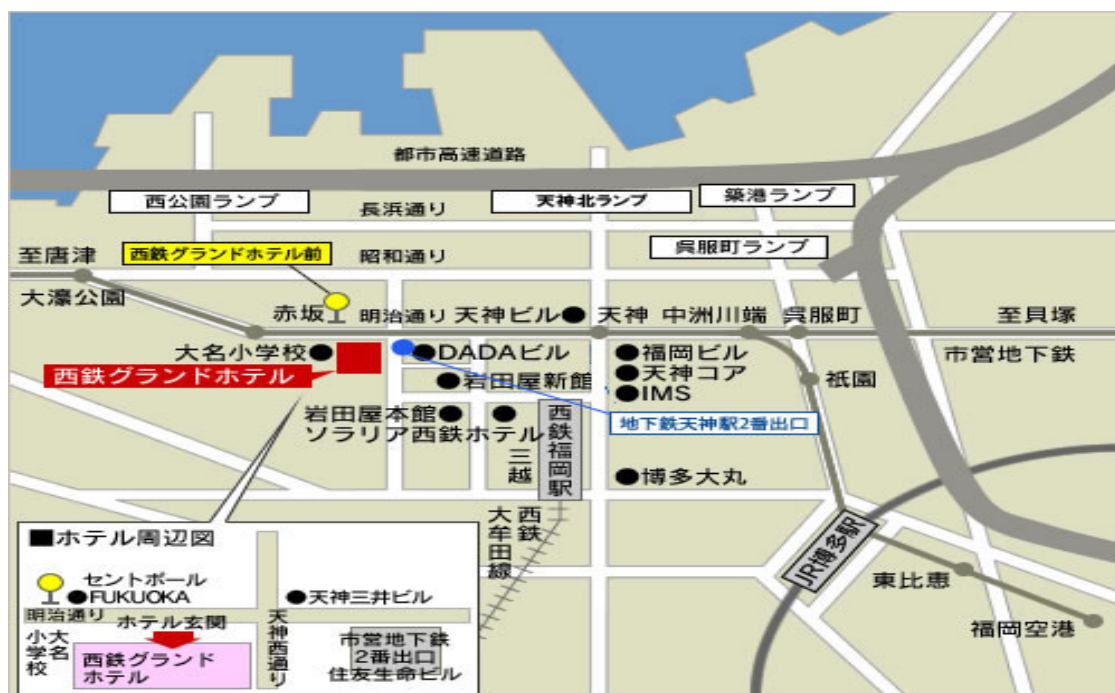 都市高速道路
西公園ランプ
長浜通り
天神北ランプ
築港ランプ
至唐津
西鉄グランドホテル前
昭和通り
呉服町ランプ
大濠公園
赤坂
明治通り
天神ビル
天神
中洲川端
呉服町
至貝塚
大名小学校
DADAビル
福岡ビル
市営地下鉄
西鉄グランドホテル
岩田屋新館
天神コア
祇園
IMS
岩田屋本館
西鉄福岡駅
地下鉄天神駅2番出口
ソラリア西鉄ホテル
三越
博多大丸
西鉄
大牟田線
JR博多駅
東比恵
福岡空港
■ホテル周辺図
セントポール
FUKUOKA
天神三井ビル
明治通り
ホテル玄関
天神西通り
大名
小学校
西鉄グランド
ホテル
市営地下鉄
2番出口
住友生命ビル